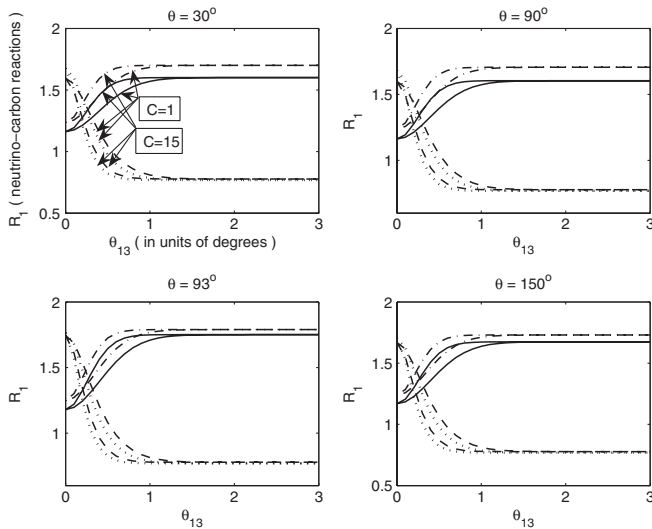 θ = 30°
R₁ ( neutrino−carbon reactions )
2
1.5
1
0.5
C=1
C=15
0
1
2
3
θ₁₃ ( in units of degrees )
θ = 90°
R₁
2
1.5
1
0
1
2
3
θ₁₃
θ = 93°
R₁
2
1.5
1
0
1
2
3
θ₁₃
θ = 150°
R₁
2
1.5
1
0.5
0
1
2
3
θ₁₃